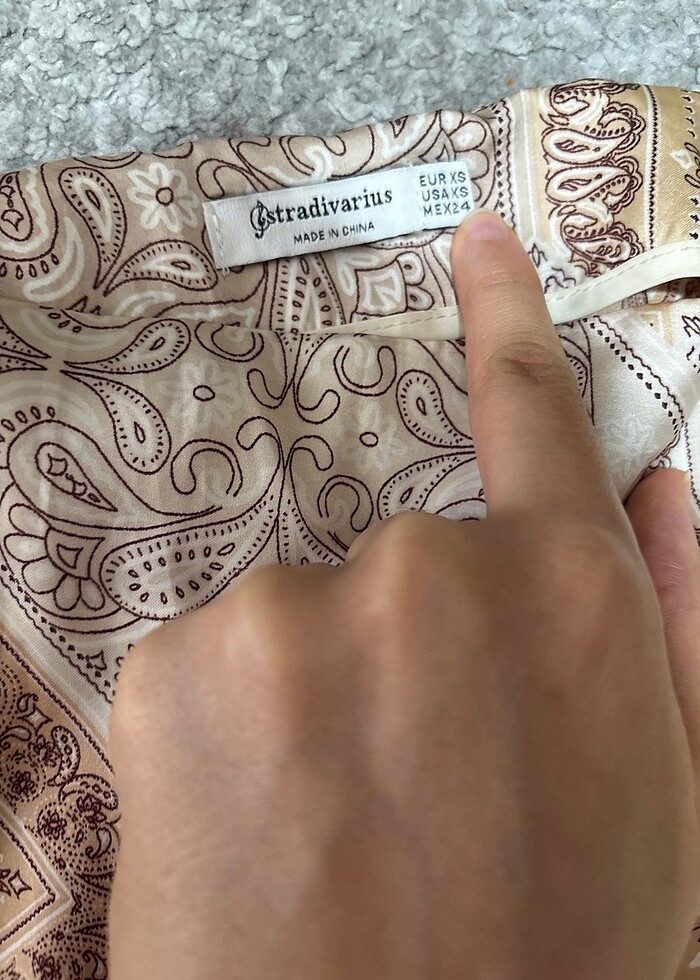 stradivarius
MADE IN CHINA
EUR XS
USA XS
MEX 24